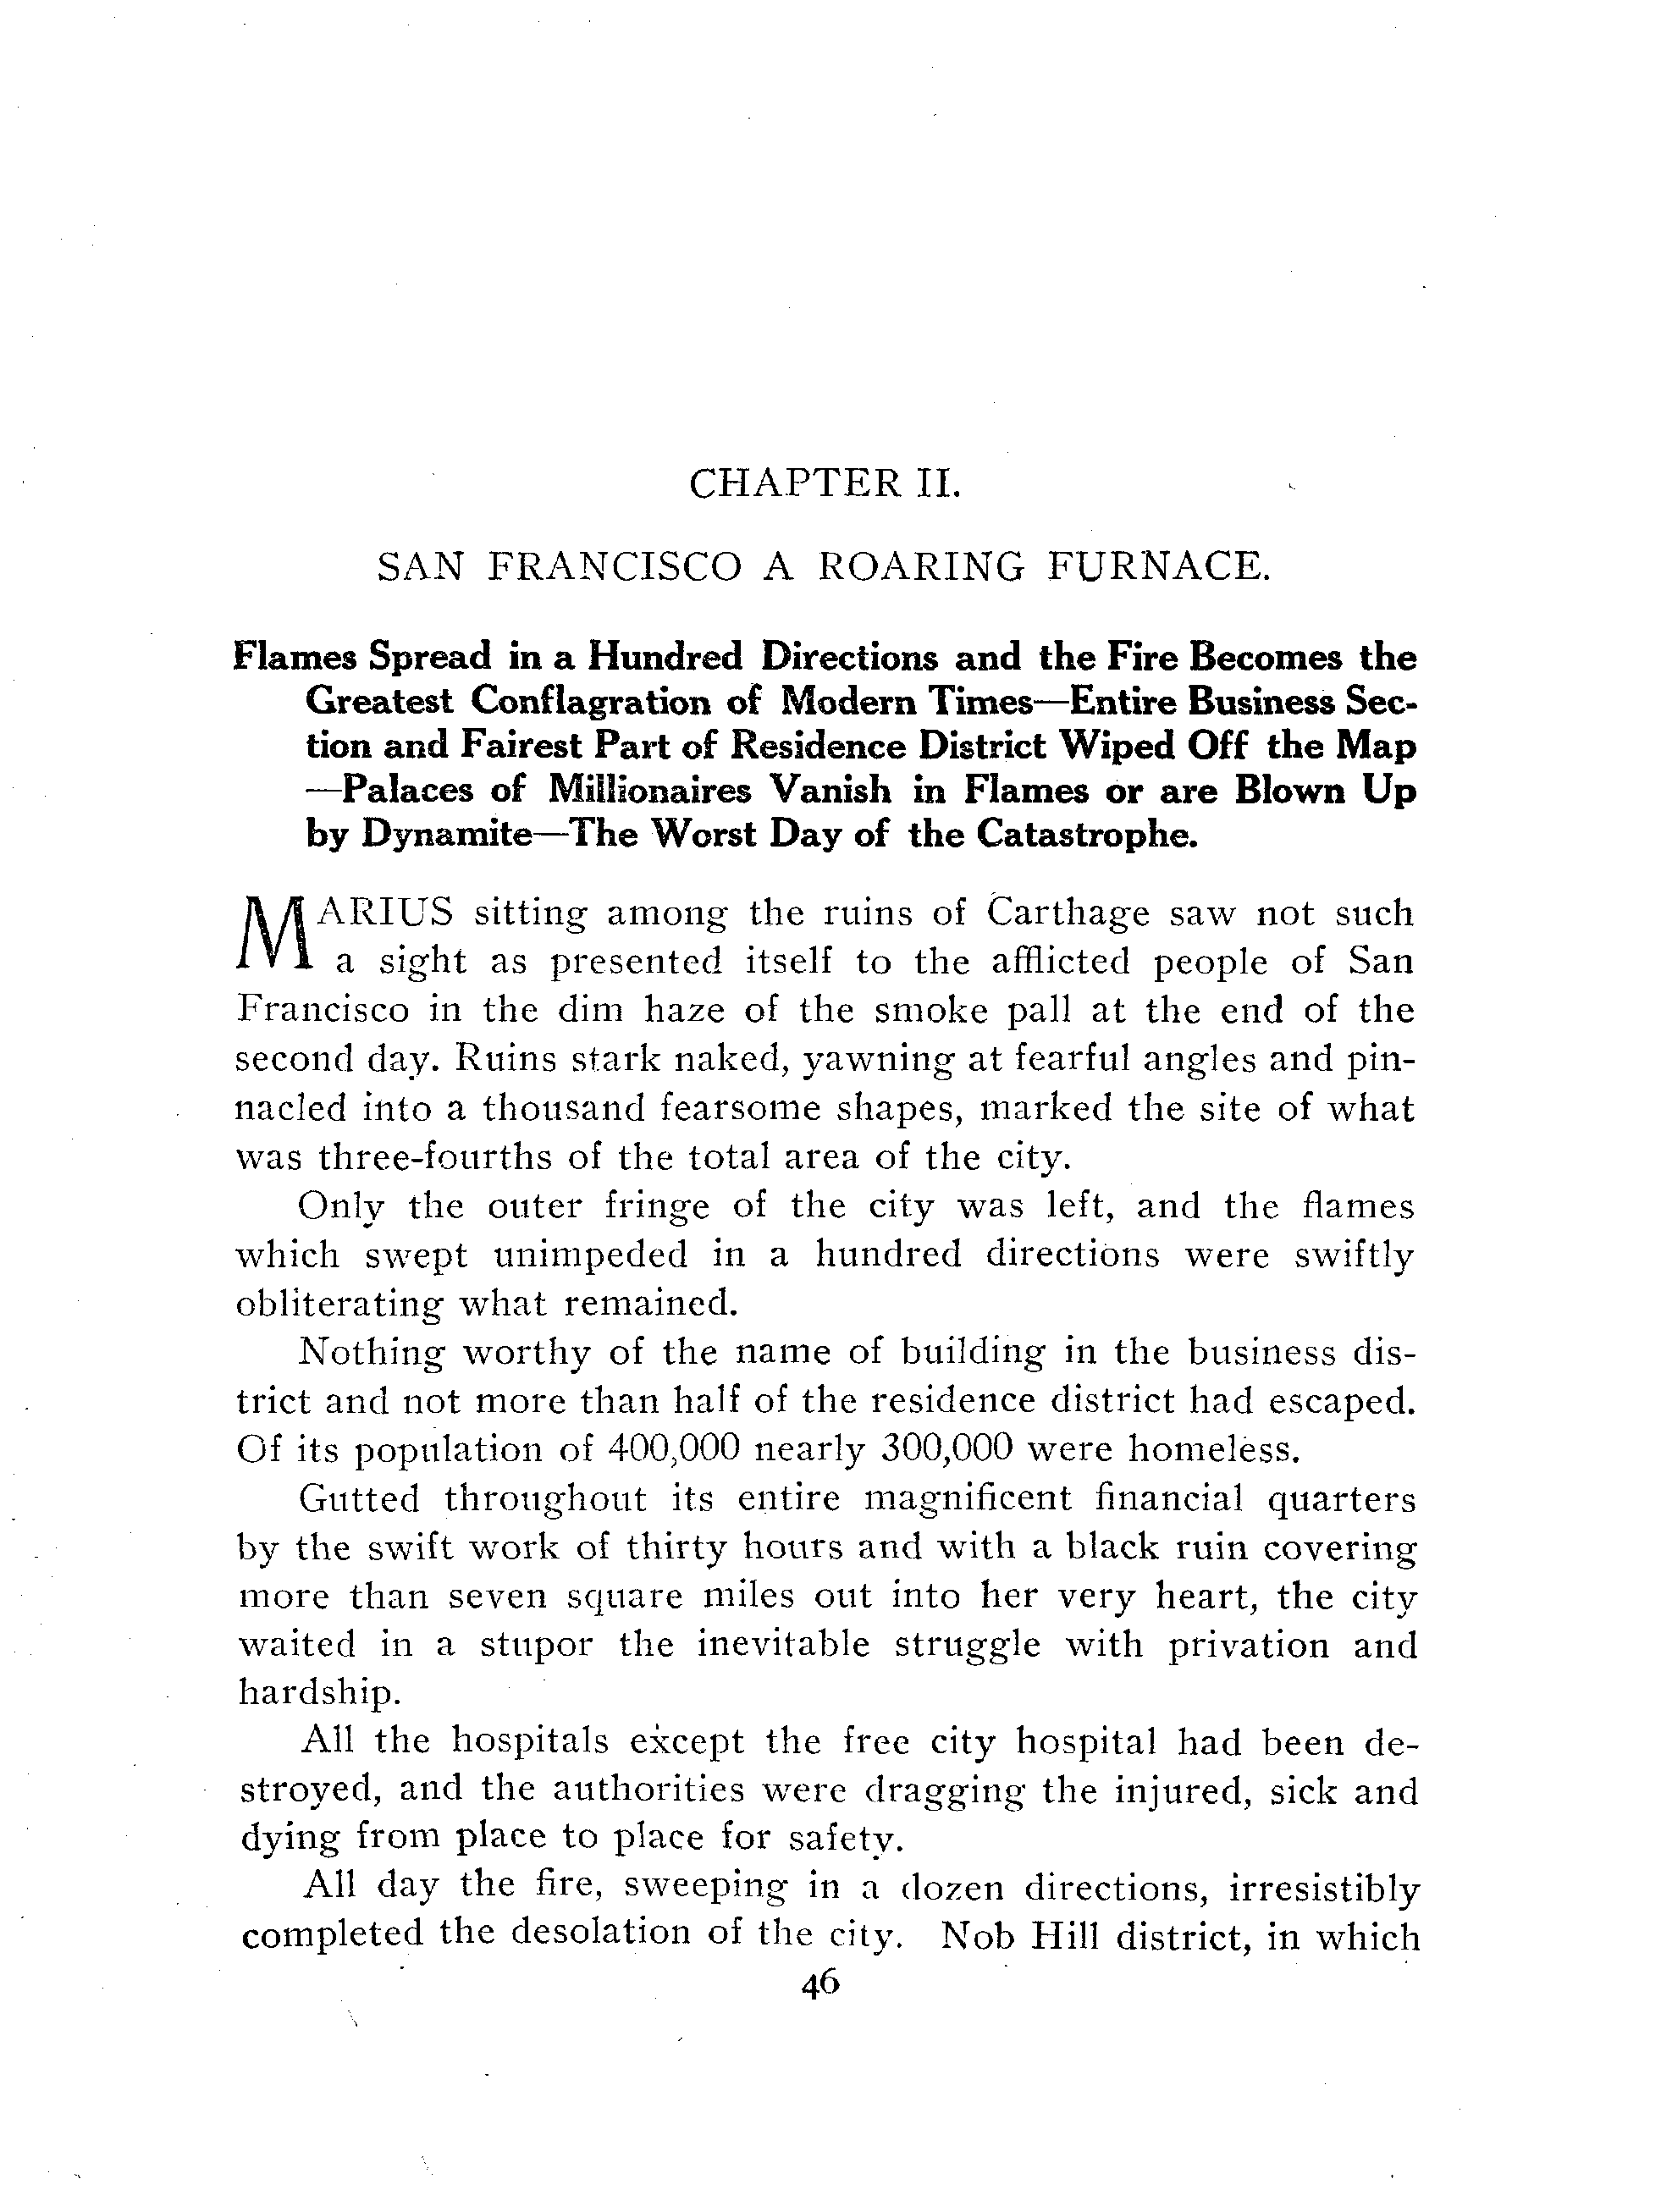 CHAPTER II.
SAN FRANCISCO A ROARING FURNACE.
Flames Spread in a Hundred Directions and the Fire Becomes the
Greatest Conflagration of Modern Times—Entire Business Sec-
tion and Fairest Part of Residence District Wiped Off the Map
—Palaces of Millionaires Vanish in Flames or are Blown Up
by Dynamite—The Worst Day of the Catastrophe.
MARIUS sitting among the ruins of Carthage saw not such
a sight as presented itself to the afflicted people of San
Francisco in the dim haze of the smoke pall at the end of the
second day. Ruins stark naked, yawning at fearful angles and pin-
nacled into a thousand fearsome shapes, marked the site of what
was three-fourths of the total area of the city.
Only the outer fringe of the city was left, and the flames
which swept unimpeded in a hundred directions were swiftly
obliterating what remained.
Nothing worthy of the name of building in the business dis-
trict and not more than half of the residence district had escaped.
Of its population of 400,000 nearly 300,000 were homeless.
Gutted throughout its entire magnificent financial quarters
by the swift work of thirty hours and with a black ruin covering
more than seven square miles out into her very heart, the city
waited in a stupor the inevitable struggle with privation and
hardship.
All the hospitals except the free city hospital had been de-
stroyed, and the authorities were dragging the injured, sick and
dying from place to place for safety.
All day the fire, sweeping in a dozen directions, irresistibly
completed the desolation of the city. Nob Hill district, in which
46